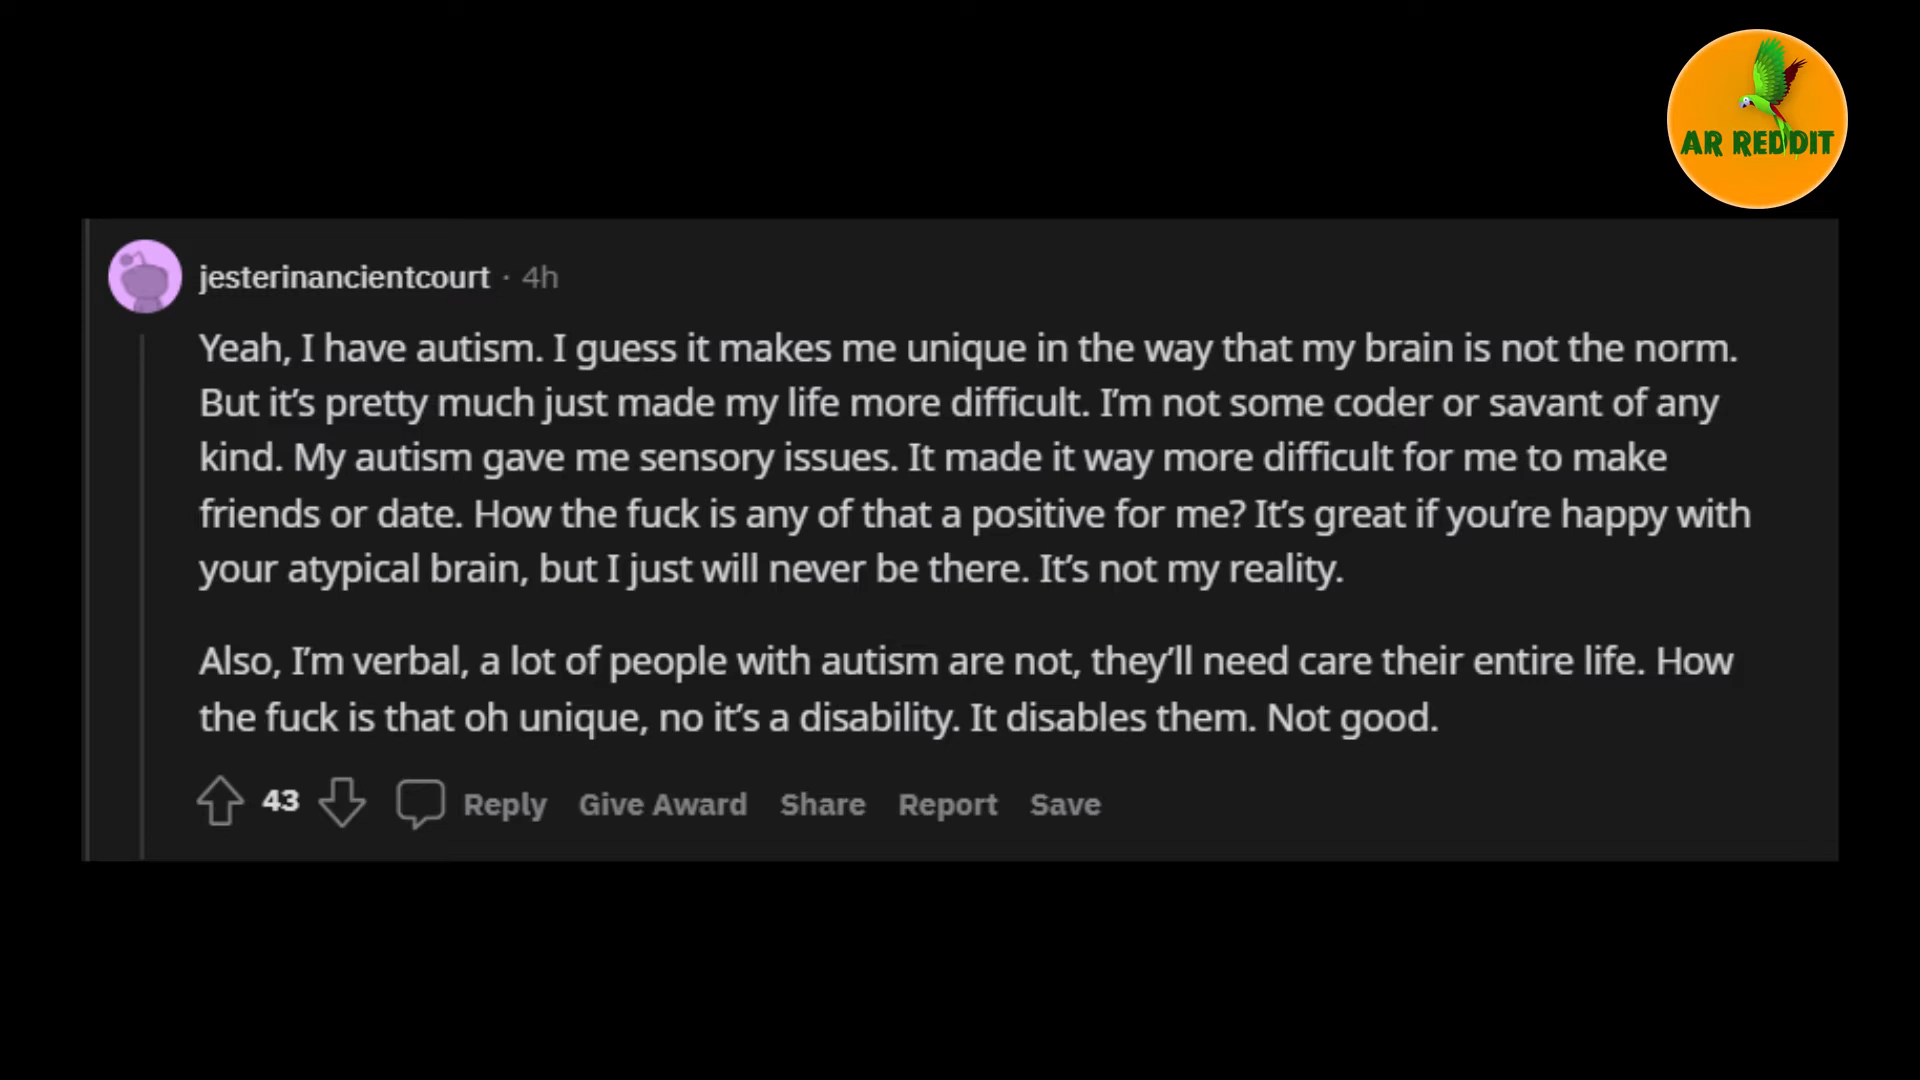 AR REDDIT
jesterinancientcourt · 4h
Yeah, I have autism. I guess it makes me unique in the way that my brain is not the norm.
But it’s pretty much just made my life more difficult. I’m not some coder or savant of any
kind. My autism gave me sensory issues. It made it way more difficult for me to make
friends or date. How the fuck is any of that a positive for me? It’s great if you’re happy with
your atypical brain, but I just will never be there. It’s not my reality.
Also, I’m verbal, a lot of people with autism are not, they’ll need care their entire life. How
the fuck is that oh unique, no it’s a disability. It disables them. Not good.
43 Reply Give Award Share Report Save